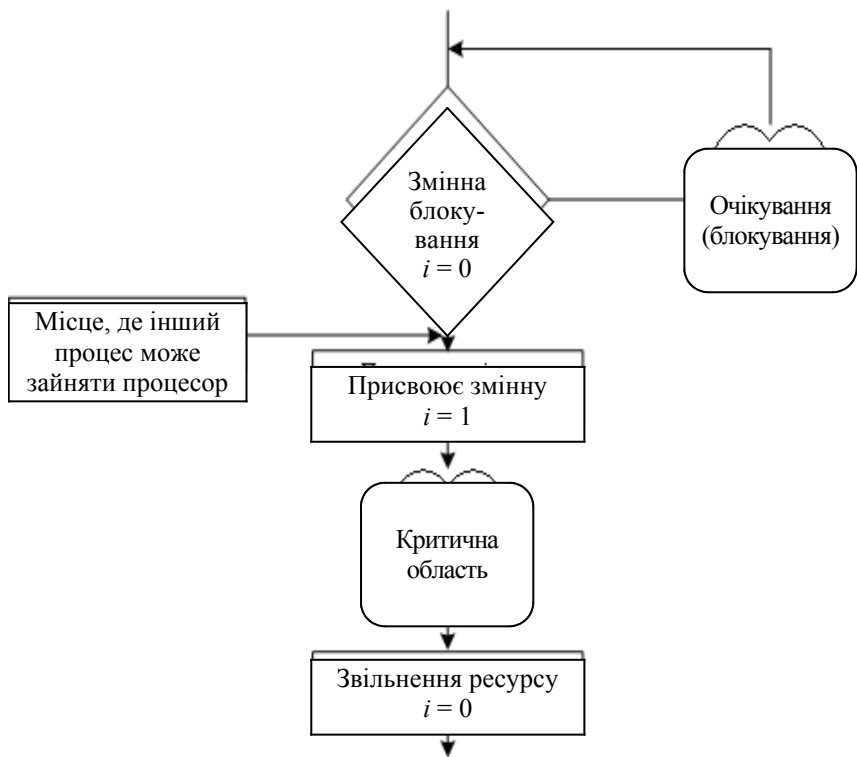 Змінна
блоку-
вання
i = 0
Очікування
(блокування)
Місце, де інший
процес може
зайняти процесор
Присвоює змінну
i = 1
Критична
область
Звільнення ресурсу
i = 0